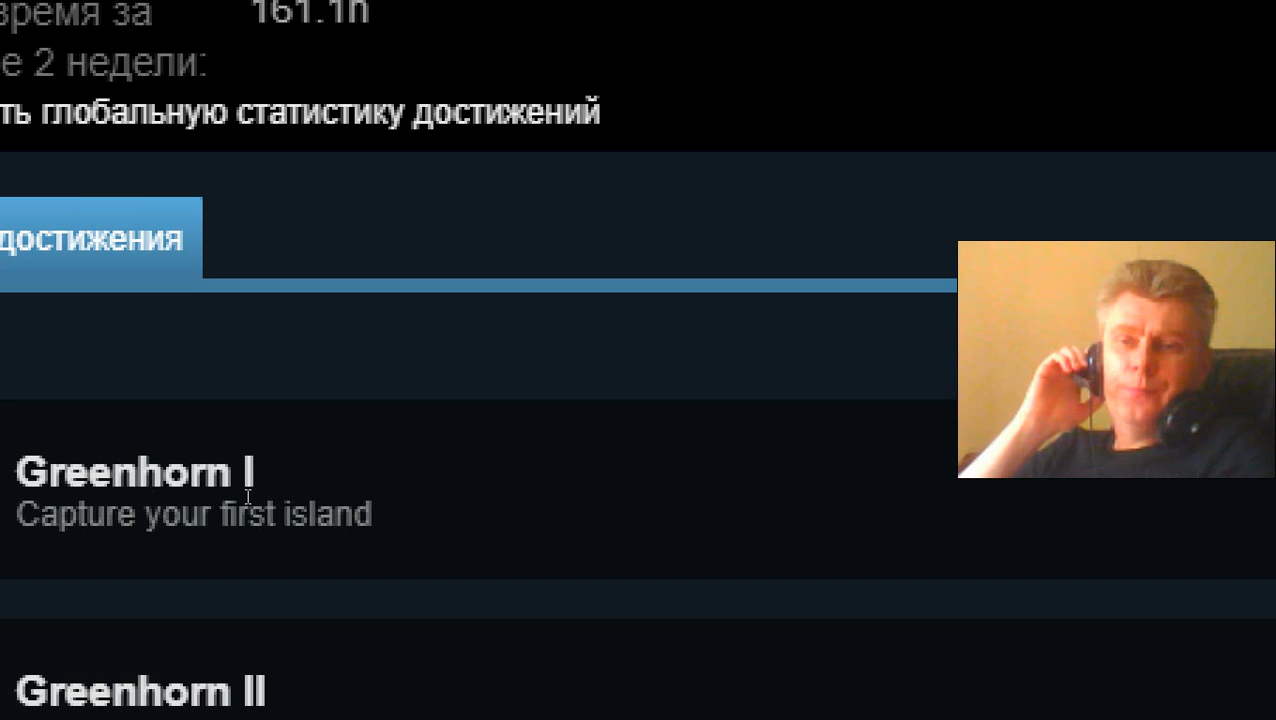 время за 161.1h
е 2 недели:
ть глобальную статистику достижений
достижения
Greenhorn I
Capture your first island
Greenhorn II